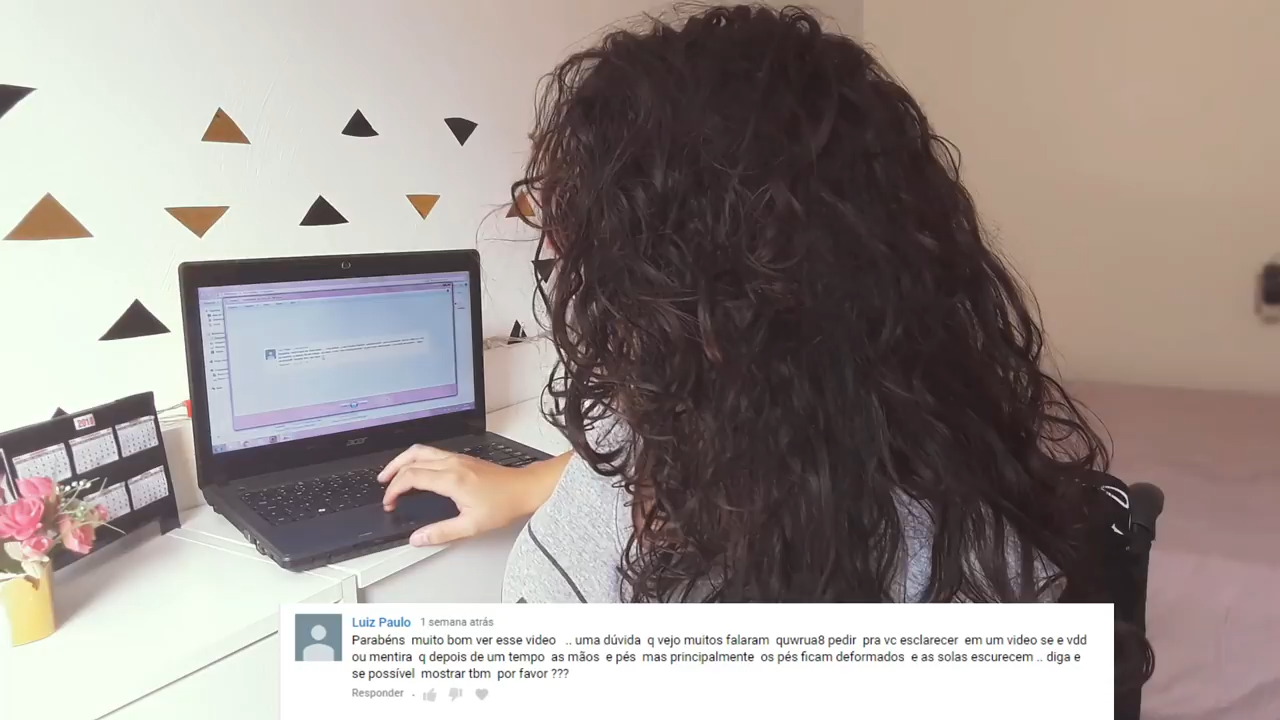 2018
acer
Luiz Paulo 1 semana atrás
Parabéns muito bom ver esse video .. uma dúvida q vejo muitos falaram quwrua8 pedir pra vc esclarecer em um video se e vdd
ou mentira q depois de um tempo as mãos e pés mas principalmente os pés ficam deformados e as solas escurecem .. diga e
se possível mostrar tbm por favor ???
Responder .